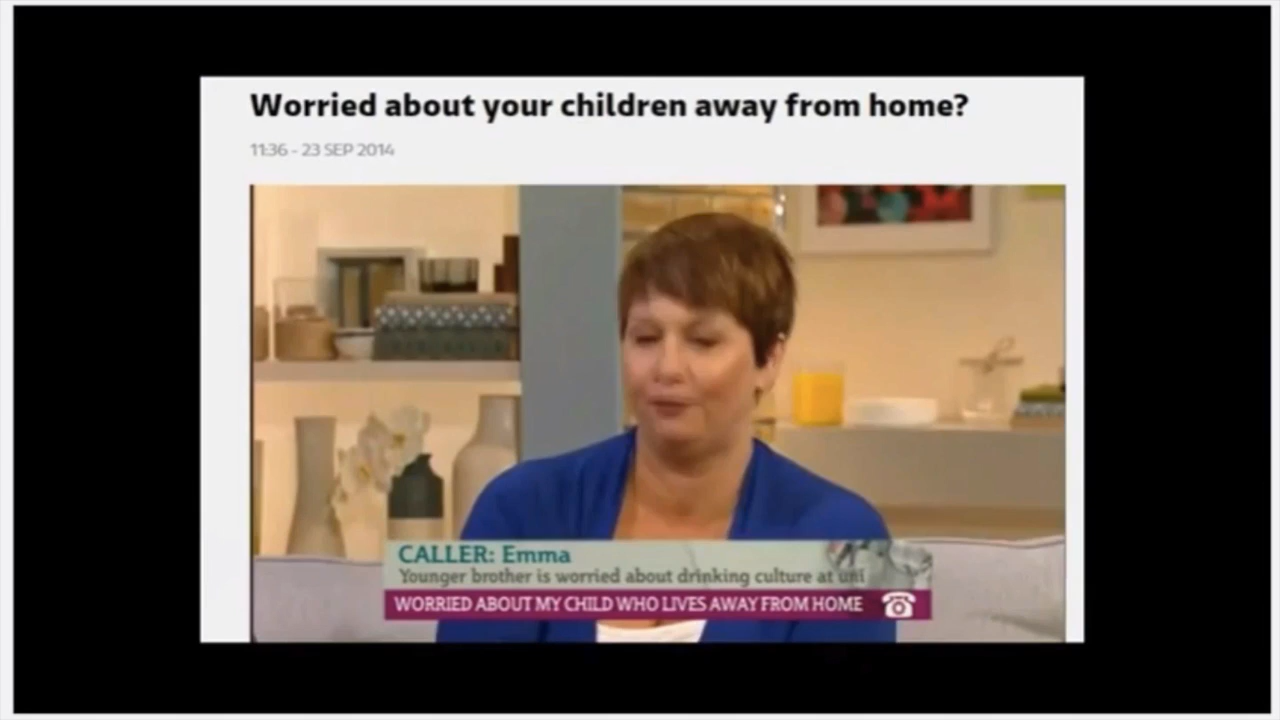 Worried about your children away from home?
11:36 - 23 SEP 2014
CALLER: Emma
Younger brother is worried about drinking culture at uni
WORRIED ABOUT MY CHILD WHO LIVES AWAY FROM HOME